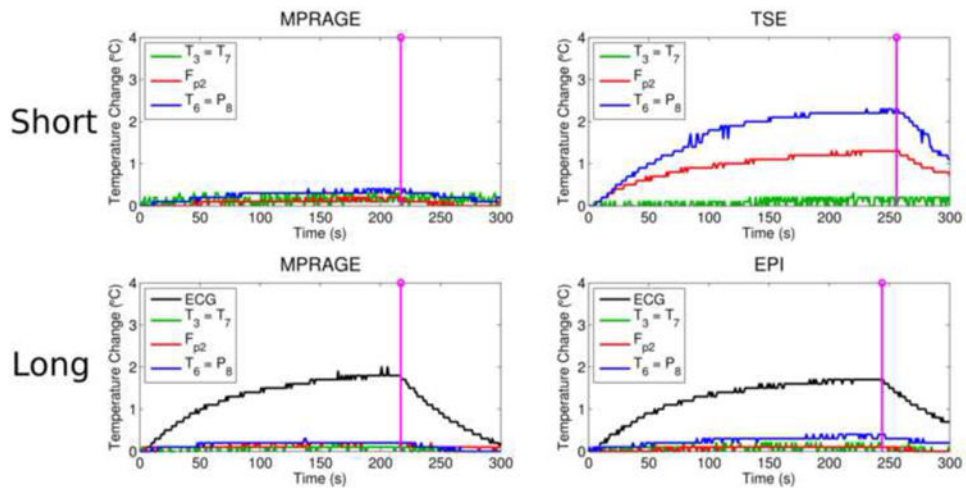 MPRAGE
TSE
Short
Temperature Change (ºC)
4
3
2
1
0
T3 = T7
Fp2
T6 = P8
0 50 100 150 200 250 300
Time (s)
Temperature Change (ºC)
4
3
2
1
0
T3 = T7
Fp2
T6 = P8
0 50 100 150 200 250 300
Time (s)
MPRAGE
EPI
Long
Temperature Change (ºC)
4
3
2
1
0
ECG
T3 = T7
Fp2
T6 = P8
0 50 100 150 200 250 300
Time (s)
Temperature Change (ºC)
4
3
2
1
0
ECG
T3 = T7
Fp2
T6 = P8
0 50 100 150 200 250 300
Time (s)